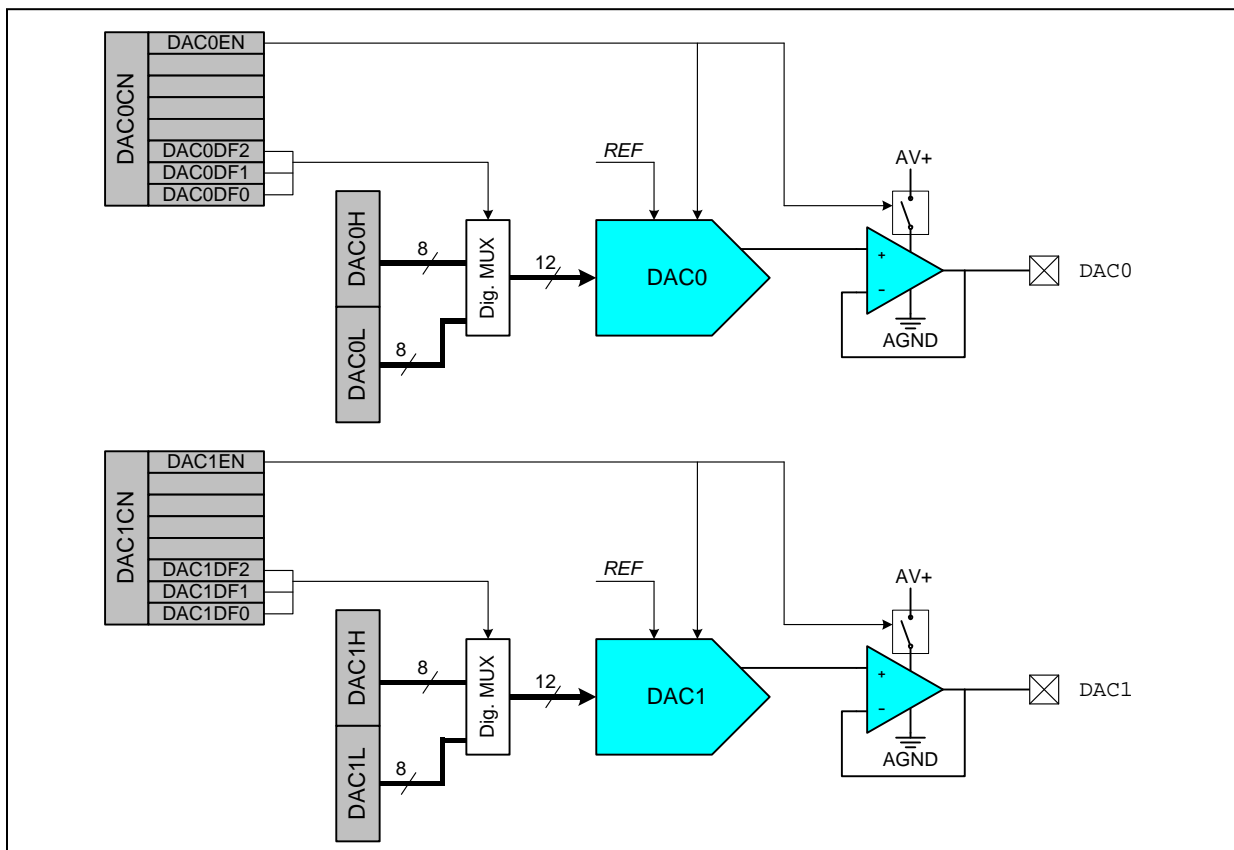 DAC0CN
DAC0EN
DAC0DF2
DAC0DF1
DAC0DF0
REF
AV+
DAC0H
8
Dig. MUX
12
DAC0
+
-
DAC0
DAC0L
8
AGND
DAC1CN
DAC1EN
DAC1DF2
DAC1DF1
DAC1DF0
REF
AV+
DAC1H
8
Dig. MUX
12
DAC1
+
-
DAC1
DAC1L
8
AGND